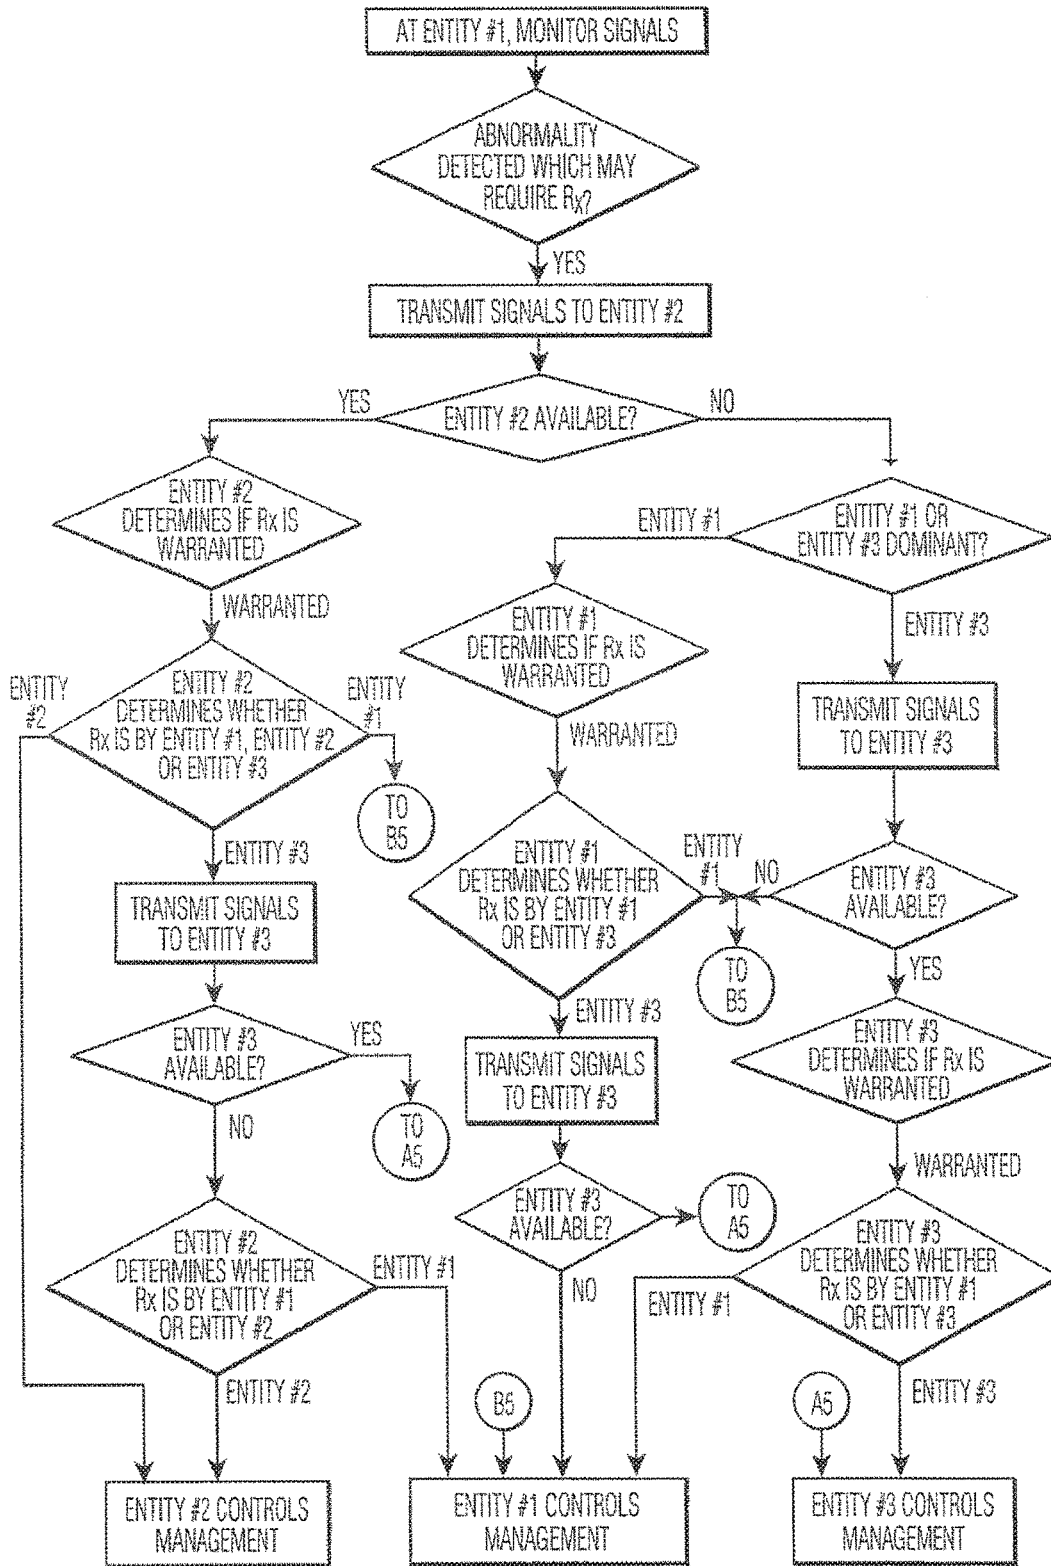 AT ENTITY #1, MONITOR SIGNALS
ABNORMALITY
DETECTED WHICH MAY
REQUIRE Rx?
YES
TRANSMIT SIGNALS TO ENTITY #2
YES
ENTITY #2 AVAILABLE?
NO
ENTITY #2
DETERMINES IF Rx IS
WARRANTED
ENTITY #1
ENTITY #1 OR
ENTITY #3 DOMINANT?
WARRANTED
ENTITY #1
DETERMINES IF Rx IS
WARRANTED
ENTITY #3
ENTITY
#2
ENTITY #2
DETERMINES WHETHER
Rx IS BY ENTITY #1, ENTITY #2
OR ENTITY #3
ENTITY
#1
TRANSMIT SIGNALS
TO ENTITY #3
WARRANTED
TO
B5
ENTITY #3
ENTITY #1
DETERMINES WHETHER
Rx IS BY ENTITY #1
OR ENTITY #3
ENTITY
#1
NO
ENTITY #3
AVAILABLE?
TRANSMIT SIGNALS
TO ENTITY #3
TO
B5
YES
ENTITY #3
ENTITY #3
AVAILABLE?
YES
TRANSMIT SIGNALS
TO ENTITY #3
ENTITY #3
DETERMINES IF Rx IS
WARRANTED
TO
A5
NO
WARRANTED
ENTITY #3
AVAILABLE?
TO
A5
ENTITY #2
DETERMINES WHETHER
Rx IS BY ENTITY #1
OR ENTITY #2
ENTITY #1
NO
ENTITY #1
ENTITY #3
DETERMINES WHETHER
Rx IS BY ENTITY #1
OR ENTITY #3
ENTITY #2
B5
A5
ENTITY #3
ENTITY #2 CONTROLS
MANAGEMENT
ENTITY #1 CONTROLS
MANAGEMENT
ENTITY #3 CONTROLS
MANAGEMENT